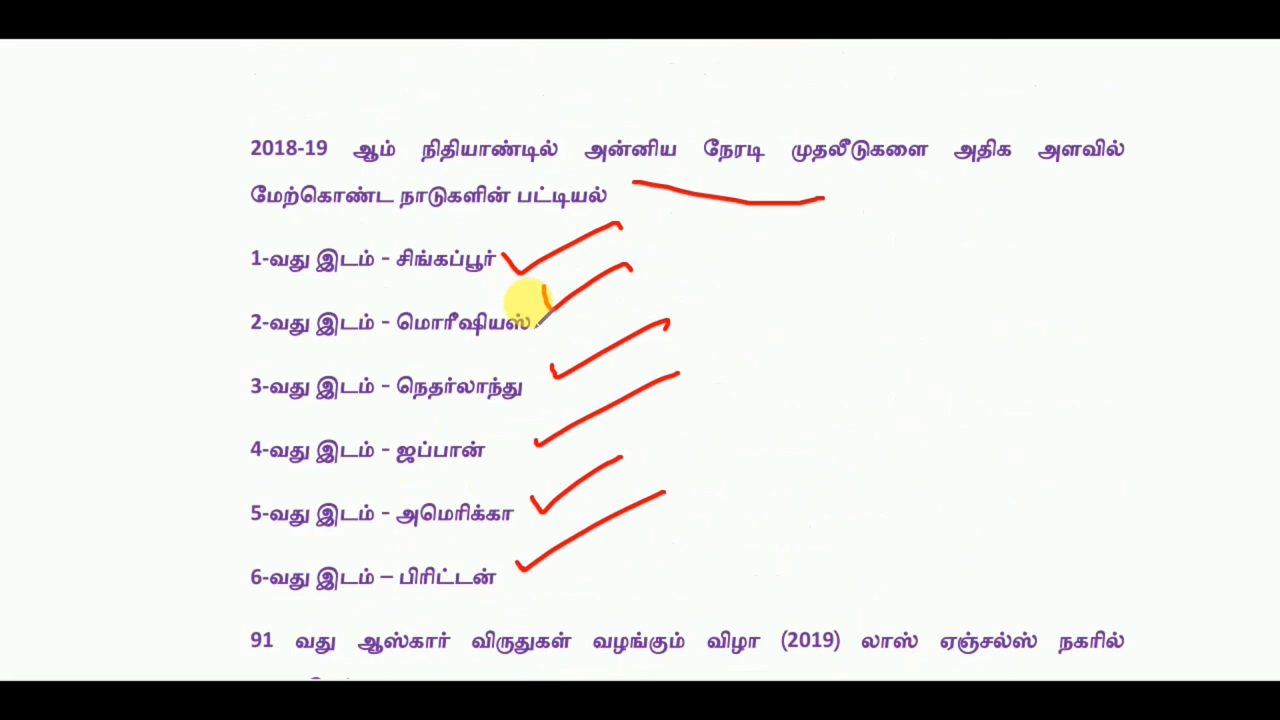 2018-19 ஆம் நிதியாண்டில் அன்னிய நேரடி முதலீடுகளை அதிக அளவில்
மேற்கொண்ட நாடுகளின் பட்டியல்
1-வது இடம் - சிங்கப்பூர்
2-வது இடம் - மொரீஷியஸ்
3-வது இடம் - நெதர்லாந்து
4-வது இடம் - ஜப்பான்
5-வது இடம் - அமெரிக்கா
6-வது இடம் – பிரிட்டன்
91 வது ஆஸ்கார் விருதுகள் வழங்கும் விழா (2019) லாஸ் ஏஞ்சல்ஸ் நகரில்